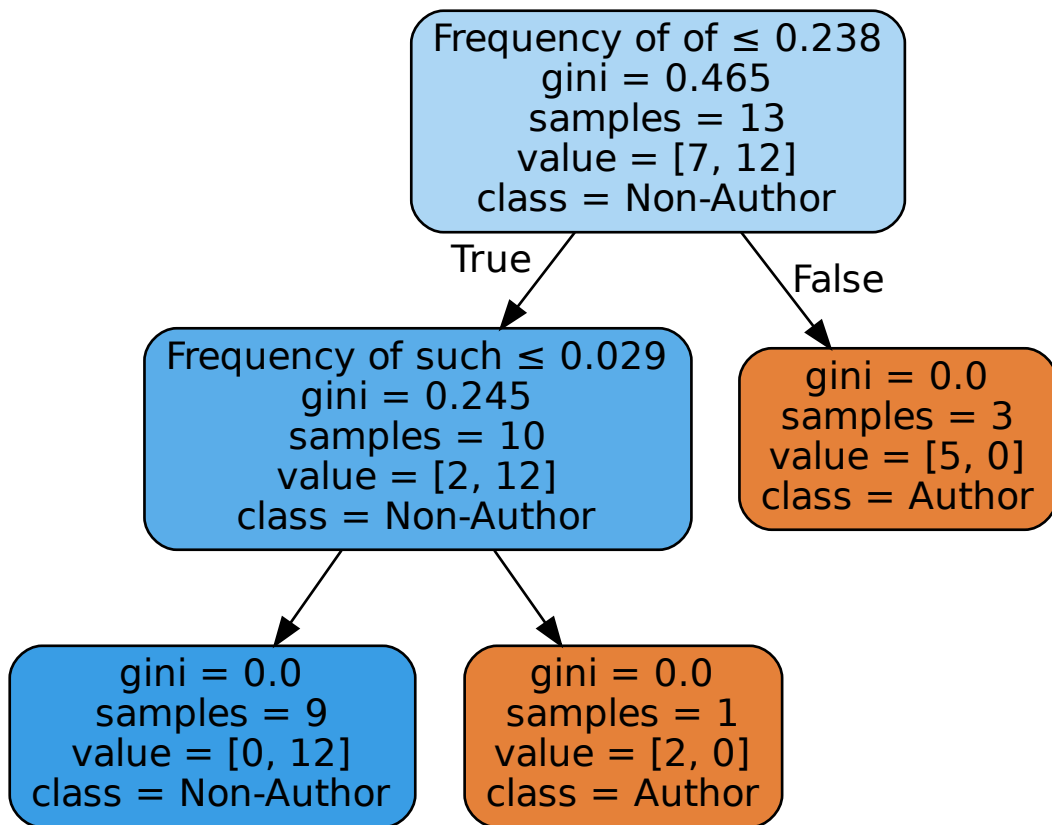 Frequency of of ≤ 0.238
gini = 0.465
samples = 13
value = [7, 12]
class = Non-Author
True
False
Frequency of such ≤ 0.029
gini = 0.245
samples = 10
value = [2, 12]
class = Non-Author
gini = 0.0
samples = 3
value = [5, 0]
class = Author
gini = 0.0
samples = 9
value = [0, 12]
class = Non-Author
gini = 0.0
samples = 1
value = [2, 0]
class = Author